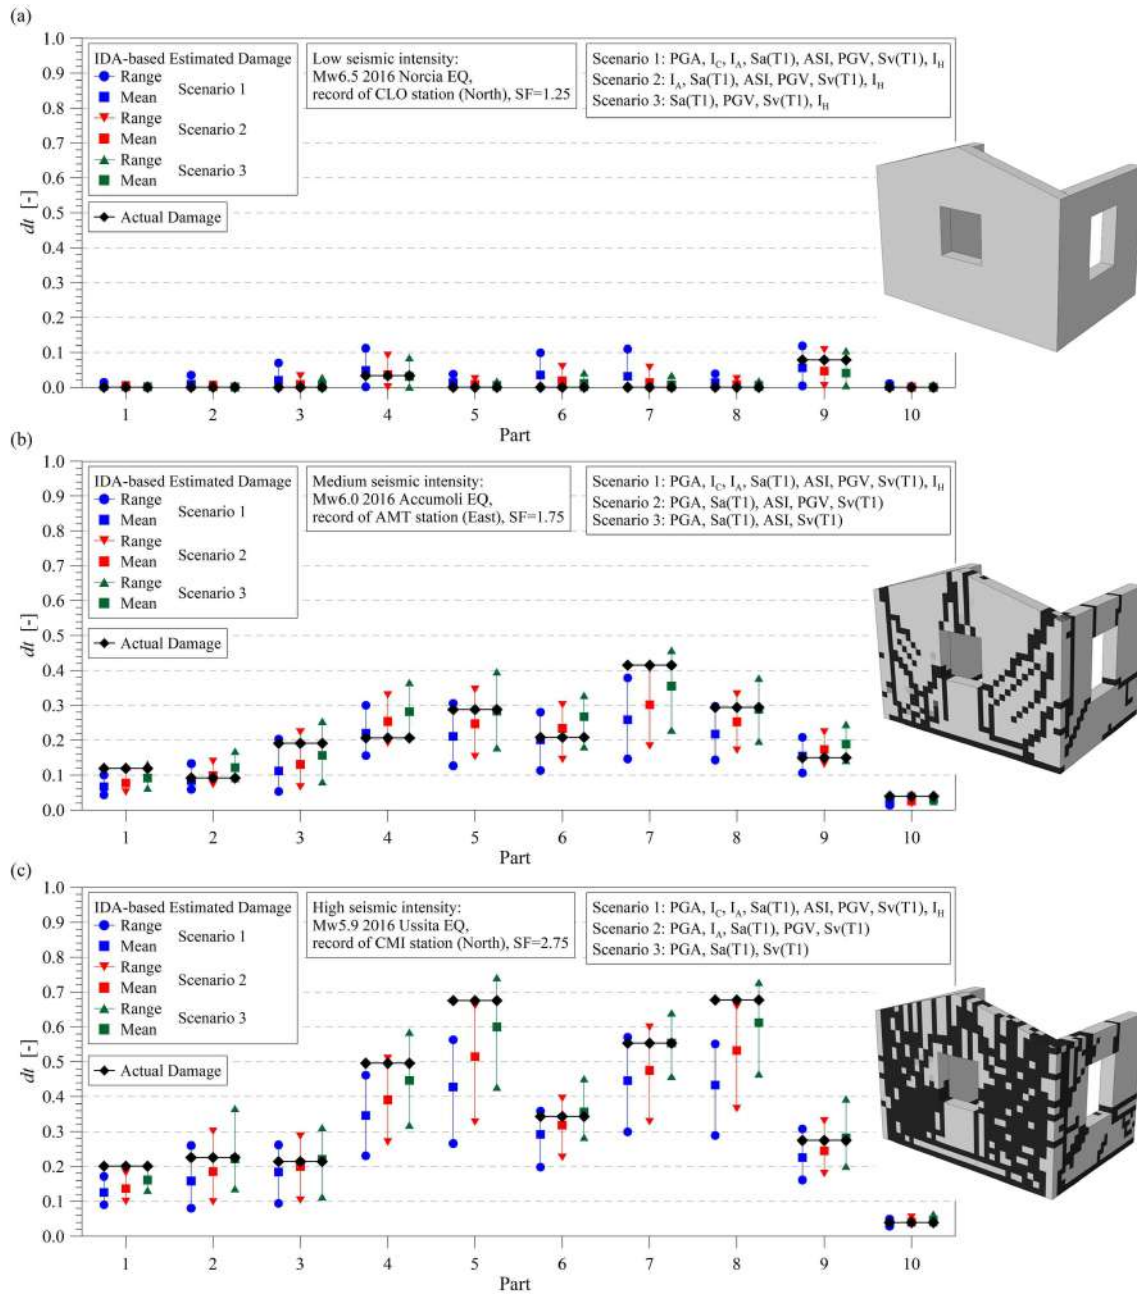 (a)
1.0
0.9
0.8
0.7
0.6
0.5
0.4
0.3
0.2
0.1
0.0
dt [-]
IDA-based Estimated Damage
Range
Mean
Scenario 1
Range
Mean
Scenario 2
Range
Mean
Scenario 3
Actual Damage
Low seismic intensity:
Mw6.5 2016 Norcia EQ,
record of CLO station (North), SF=1.25
Scenario 1: PGA, I_C, I_A, Sa(T1), ASI, PGV, Sv(T1), I_H
Scenario 2: I_A, Sa(T1), ASI, PGV, Sv(T1), I_H
Scenario 3: Sa(T1), PGV, Sv(T1), I_H
1 2 3 4 5 6 7 8 9 10
Part
(b)
1.0
0.9
0.8
0.7
0.6
0.5
0.4
0.3
0.2
0.1
0.0
dt [-]
IDA-based Estimated Damage
Range
Mean
Scenario 1
Range
Mean
Scenario 2
Range
Mean
Scenario 3
Actual Damage
Medium seismic intensity:
Mw6.0 2016 Accumoli EQ,
record of AMT station (East), SF=1.75
Scenario 1: PGA, I_C, I_A, Sa(T1), ASI, PGV, Sv(T1), I_H
Scenario 2: PGA, Sa(T1), ASI, PGV, Sv(T1)
Scenario 3: PGA, Sa(T1), ASI, Sv(T1)
1 2 3 4 5 6 7 8 9 10
Part
(c)
1.0
0.9
0.8
0.7
0.6
0.5
0.4
0.3
0.2
0.1
0.0
dt [-]
IDA-based Estimated Damage
Range
Mean
Scenario 1
Range
Mean
Scenario 2
Range
Mean
Scenario 3
Actual Damage
High seismic intensity:
Mw5.9 2016 Ussita EQ,
record of CMI station (North), SF=2.75
Scenario 1: PGA, I_C, I_A, Sa(T1), ASI, PGV, Sv(T1), I_H
Scenario 2: PGA, I_A, Sa(T1), PGV, Sv(T1)
Scenario 3: PGA, Sa(T1), Sv(T1)
1 2 3 4 5 6 7 8 9 10
Part